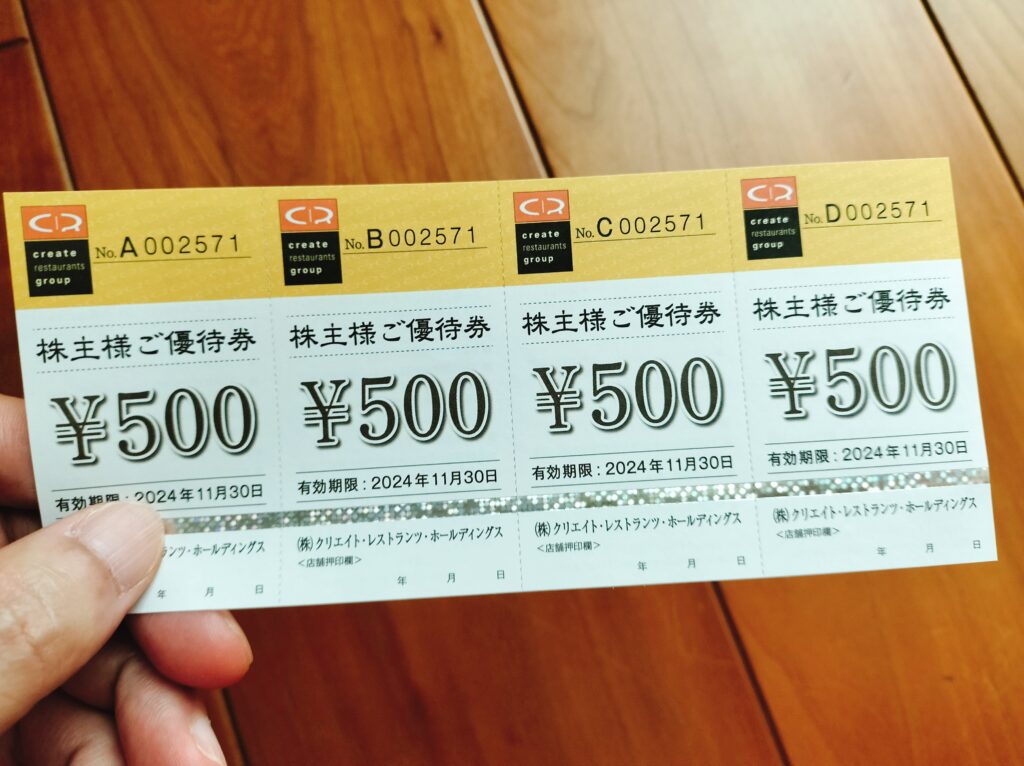 create
restaurants
group
No. A 002571
株主様ご優待券
¥500
有効期限 : 2024年11月30日
ランツ・ホールディングス
年 月 日
create
restaurants
group
No. B 002571
株主様ご優待券
¥500
有効期限 : 2024年11月30日
(株)クリエイト・レストランツ・ホールディングス
<店舗押印欄>
年 月 日
create
restaurants
group
No. C 002571
株主様ご優待券
¥500
有効期限 : 2024年11月30日
(株)クリエイト・レストランツ・ホールディングス
<店舗押印欄>
年 月 日
create
restaurants
group
No. D 002571
株主様ご優待券
¥500
有効期限 : 2024年11月30日
(株)クリエイト・レストランツ・ホールディングス
<店舗押印欄>
年 月 日